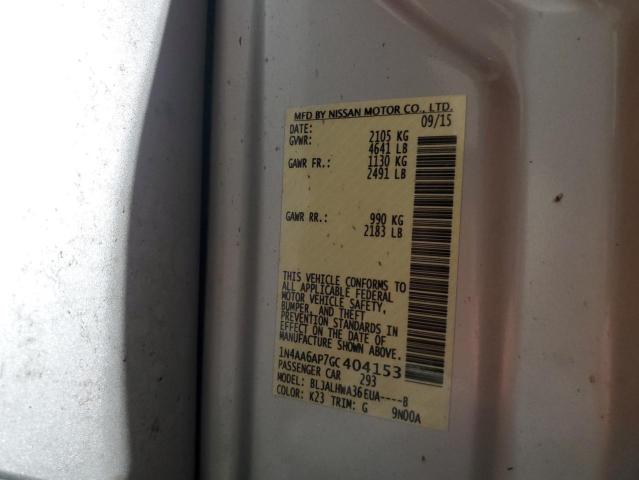 MFD BY NISSAN MOTOR CO., LTD.
DATE: 09/15
GVWR: 2105 KG
4641 LB
GAWR FR.: 1130 KG
2491 LB
GAWR RR.: 990 KG
2183 LB
THIS VEHICLE CONFORMS TO
ALL APPLICABLE FEDERAL
MOTOR VEHICLE SAFETY,
BUMPER, AND THEFT
PREVENTION STANDARDS IN
EFFECT ON THE DATE OF
MANUFACTURE SHOWN ABOVE.
1N4AA6AP7GC404153
PASSENGER CAR 293
MODEL: BLJALHWA36EUA----B
COLOR: K23 TRIM: G 9N00A